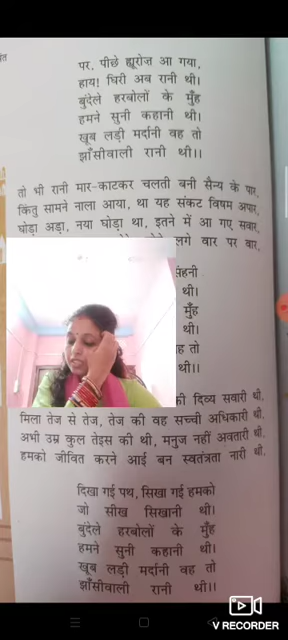 पर, पीछे ह्यूरोज आ गया,
हाय! घिरी अब रानी थी।
बुंदेले हरबोलों के मुँह
हमने सुनी कहानी थी।
खूब लड़ी मर्दानी वह तो
झाँसीवाली रानी थी।।
तो भी रानी मार-काटकर चलती बनी सैन्य के पार,
किंतु सामने नाला आया, था यह संकट विषम अपार,
घोड़ा अड़ा, नया घोड़ा था, इतने में आ गए सवार,
लगे वार पर वार,
थी।
मुँह
थी।
तो
थी।।
की दिव्य सवारी थी.
मिला तेज से तेज, तेज की वह सच्ची अधिकारी थी.
अभी उम्र कुल तेइस की थी, मनुज नहीं अवतारी थी.
हमको जीवित करने आई बन स्वतंत्रता नारी थी.
दिखा गई पथ, सिखा गई हमको
जो सीख सिखानी थी।
बुंदेले हरबोलों के मुँह
हमने सुनी कहानी थी।
खूब लड़ी मर्दानी वह तो
झाँसीवाली रानी थी।।
V RECORDER